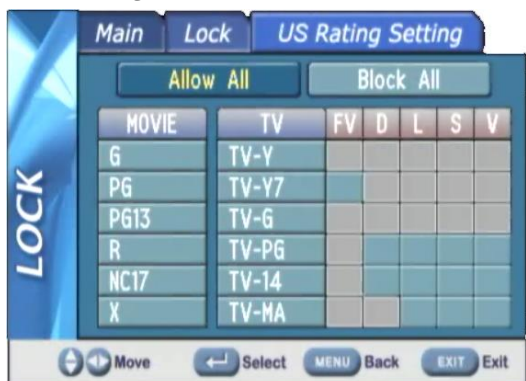 Main Lock US Rating Setting
Allow All Block All
MOVIE TV FV D L S V
G TV-Y
PG TV-Y7
PG13 TV-G
R TV-PG
NC17 TV-14
X TV-MA
LOCK
Move Select MENU Back EXIT Exit